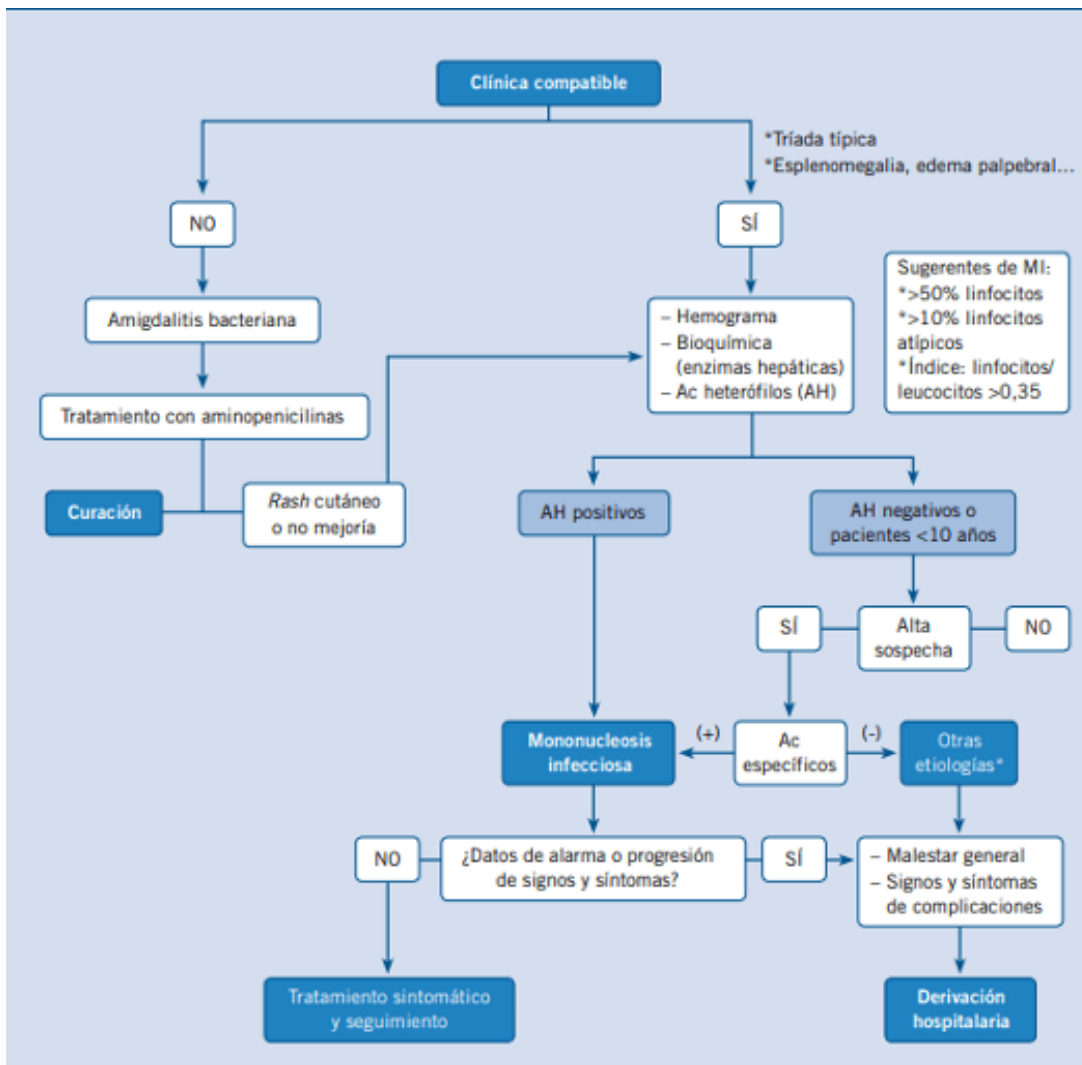 Clínica compatible
*Tríada típica
*Esplenomegalia, edema palpebral...
NO
SÍ
Amigdalitis bacteriana
Tratamiento con aminopenicilinas
Curación
Rash cutáneo
o no mejoría
– Hemograma
– Bioquímica
(enzimas hepáticas)
– Ac heterófilos (AH)
Sugerentes de MI:
*>50% linfocitos
*>10% linfocitos
atípicos
*Índice: linfocitos/
leucocitos >0,35
AH positivos
AH negativos o
pacientes <10 años
SÍ
Alta
sospecha
NO
Mononucleosis
infecciosa
(+)
Ac
específicos
(-)
Otras
etiologías*
NO
¿Datos de alarma o progresión
de signos y síntomas?
SÍ
– Malestar general
– Signos y síntomas
de complicaciones
Tratamiento sintomático
y seguimiento
Derivación
hospitalaria